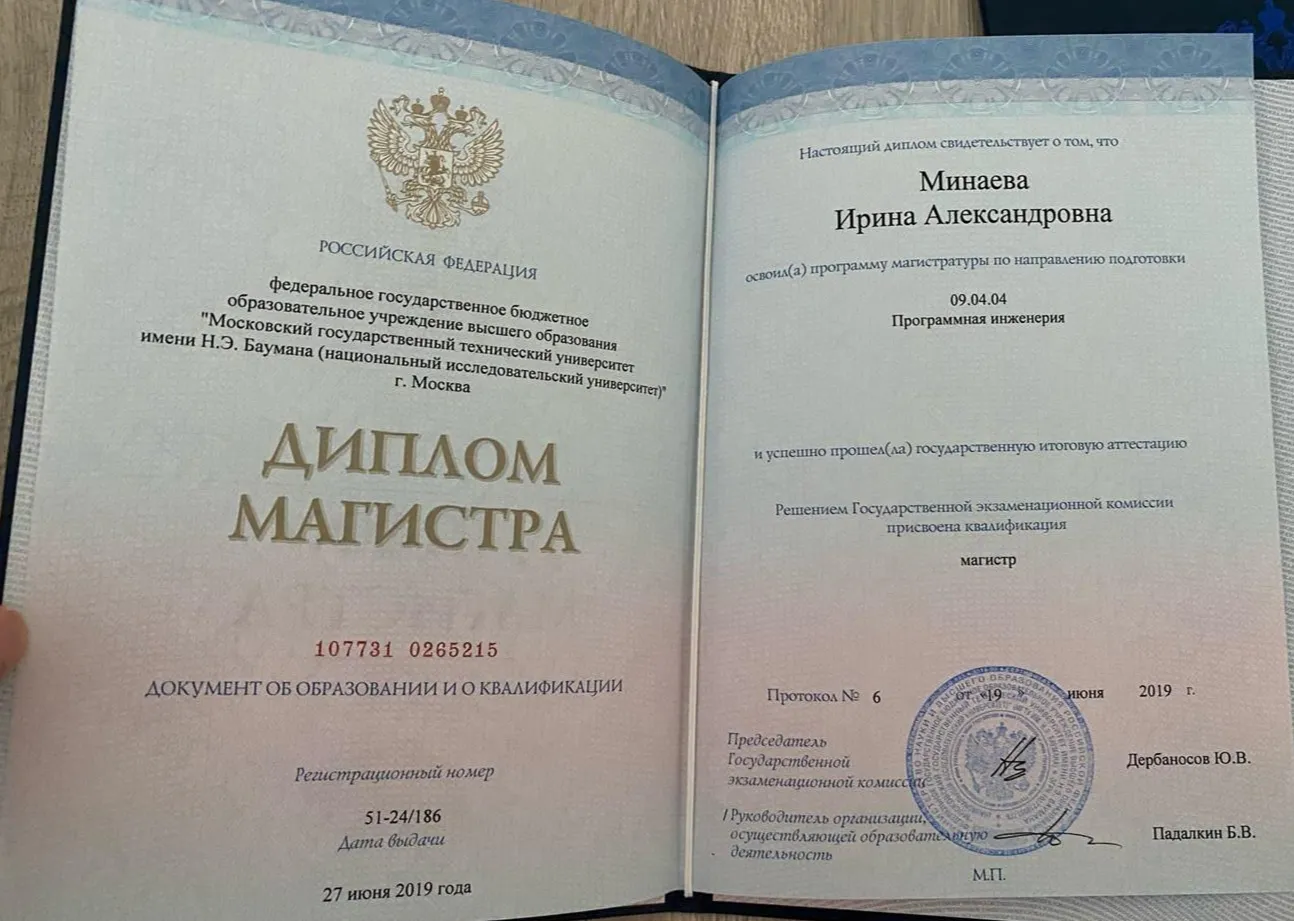 РОССИЙСКАЯ ФЕДЕРАЦИЯ
федеральное государственное бюджетное
образовательное учреждение высшего образования
"Московский государственный технический университет
имени Н.Э. Баумана (национальный исследовательский университет)"
г. Москва
ДИПЛОМ
МАГИСТРА
107731 0265215
ДОКУМЕНТ ОБ ОБРАЗОВАНИИ И О КВАЛИФИКАЦИИ
Регистрационный номер
51-24/186
Дата выдачи
27 июня 2019 года
Настоящий диплом свидетельствует о том, что
Минаева
Ирина Александровна
освоил(а) программу магистратуры по направлению подготовки
09.04.04
Программная инженерия
и успешно прошел(ла) государственную итоговую аттестацию
Решением Государственной экзаменационной комиссии
присвоена квалификация
магистр
Протокол № 6 от «19 » июня 2019 г.
Председатель
Государственной
экзаменационной комиссии
Дербаносов Ю.В.
/ Руководитель организации,
осуществляющей образовательную
деятельность
Падалкин Б.В.
М.П.